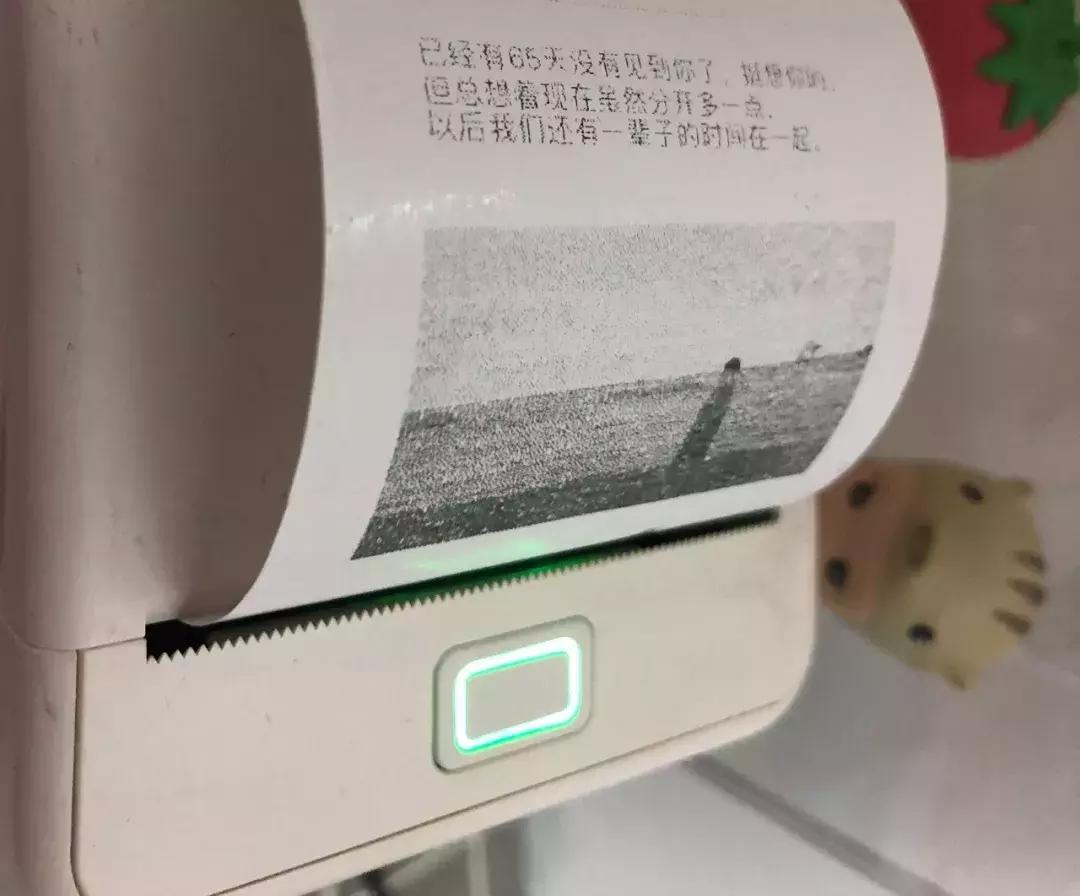 已经有65天没有见到你了，挺想你的，
但总想着现在虽然分开多一点，
以后我们还有一辈子的时间在一起。